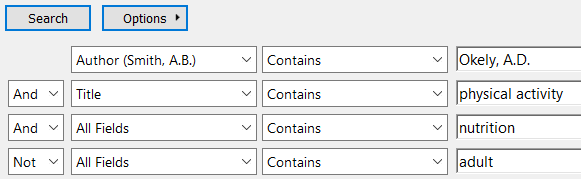 Search Options
Author (Smith, A.B.) Contains Okely, A.D.
And Title Contains physical activity
And All Fields Contains nutrition
Not All Fields Contains adult